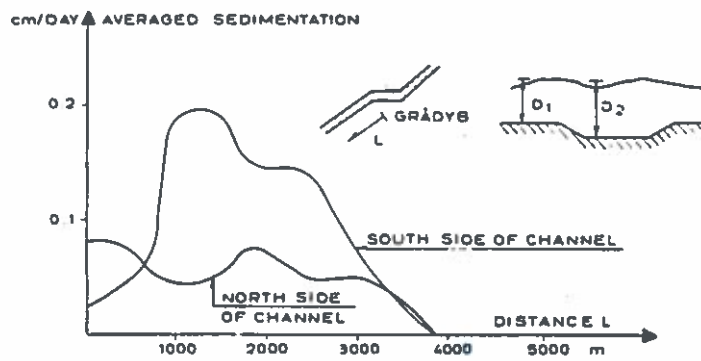 cm/DAY AVERAGED SEDIMENTATION
0.2
GRÅDYB
L
D1
D2
0.1
SOUTH SIDE OF CHANNEL
NORTH SIDE
OF CHANNEL
DISTANCE L
1000 2000 3000 4000 5000 m